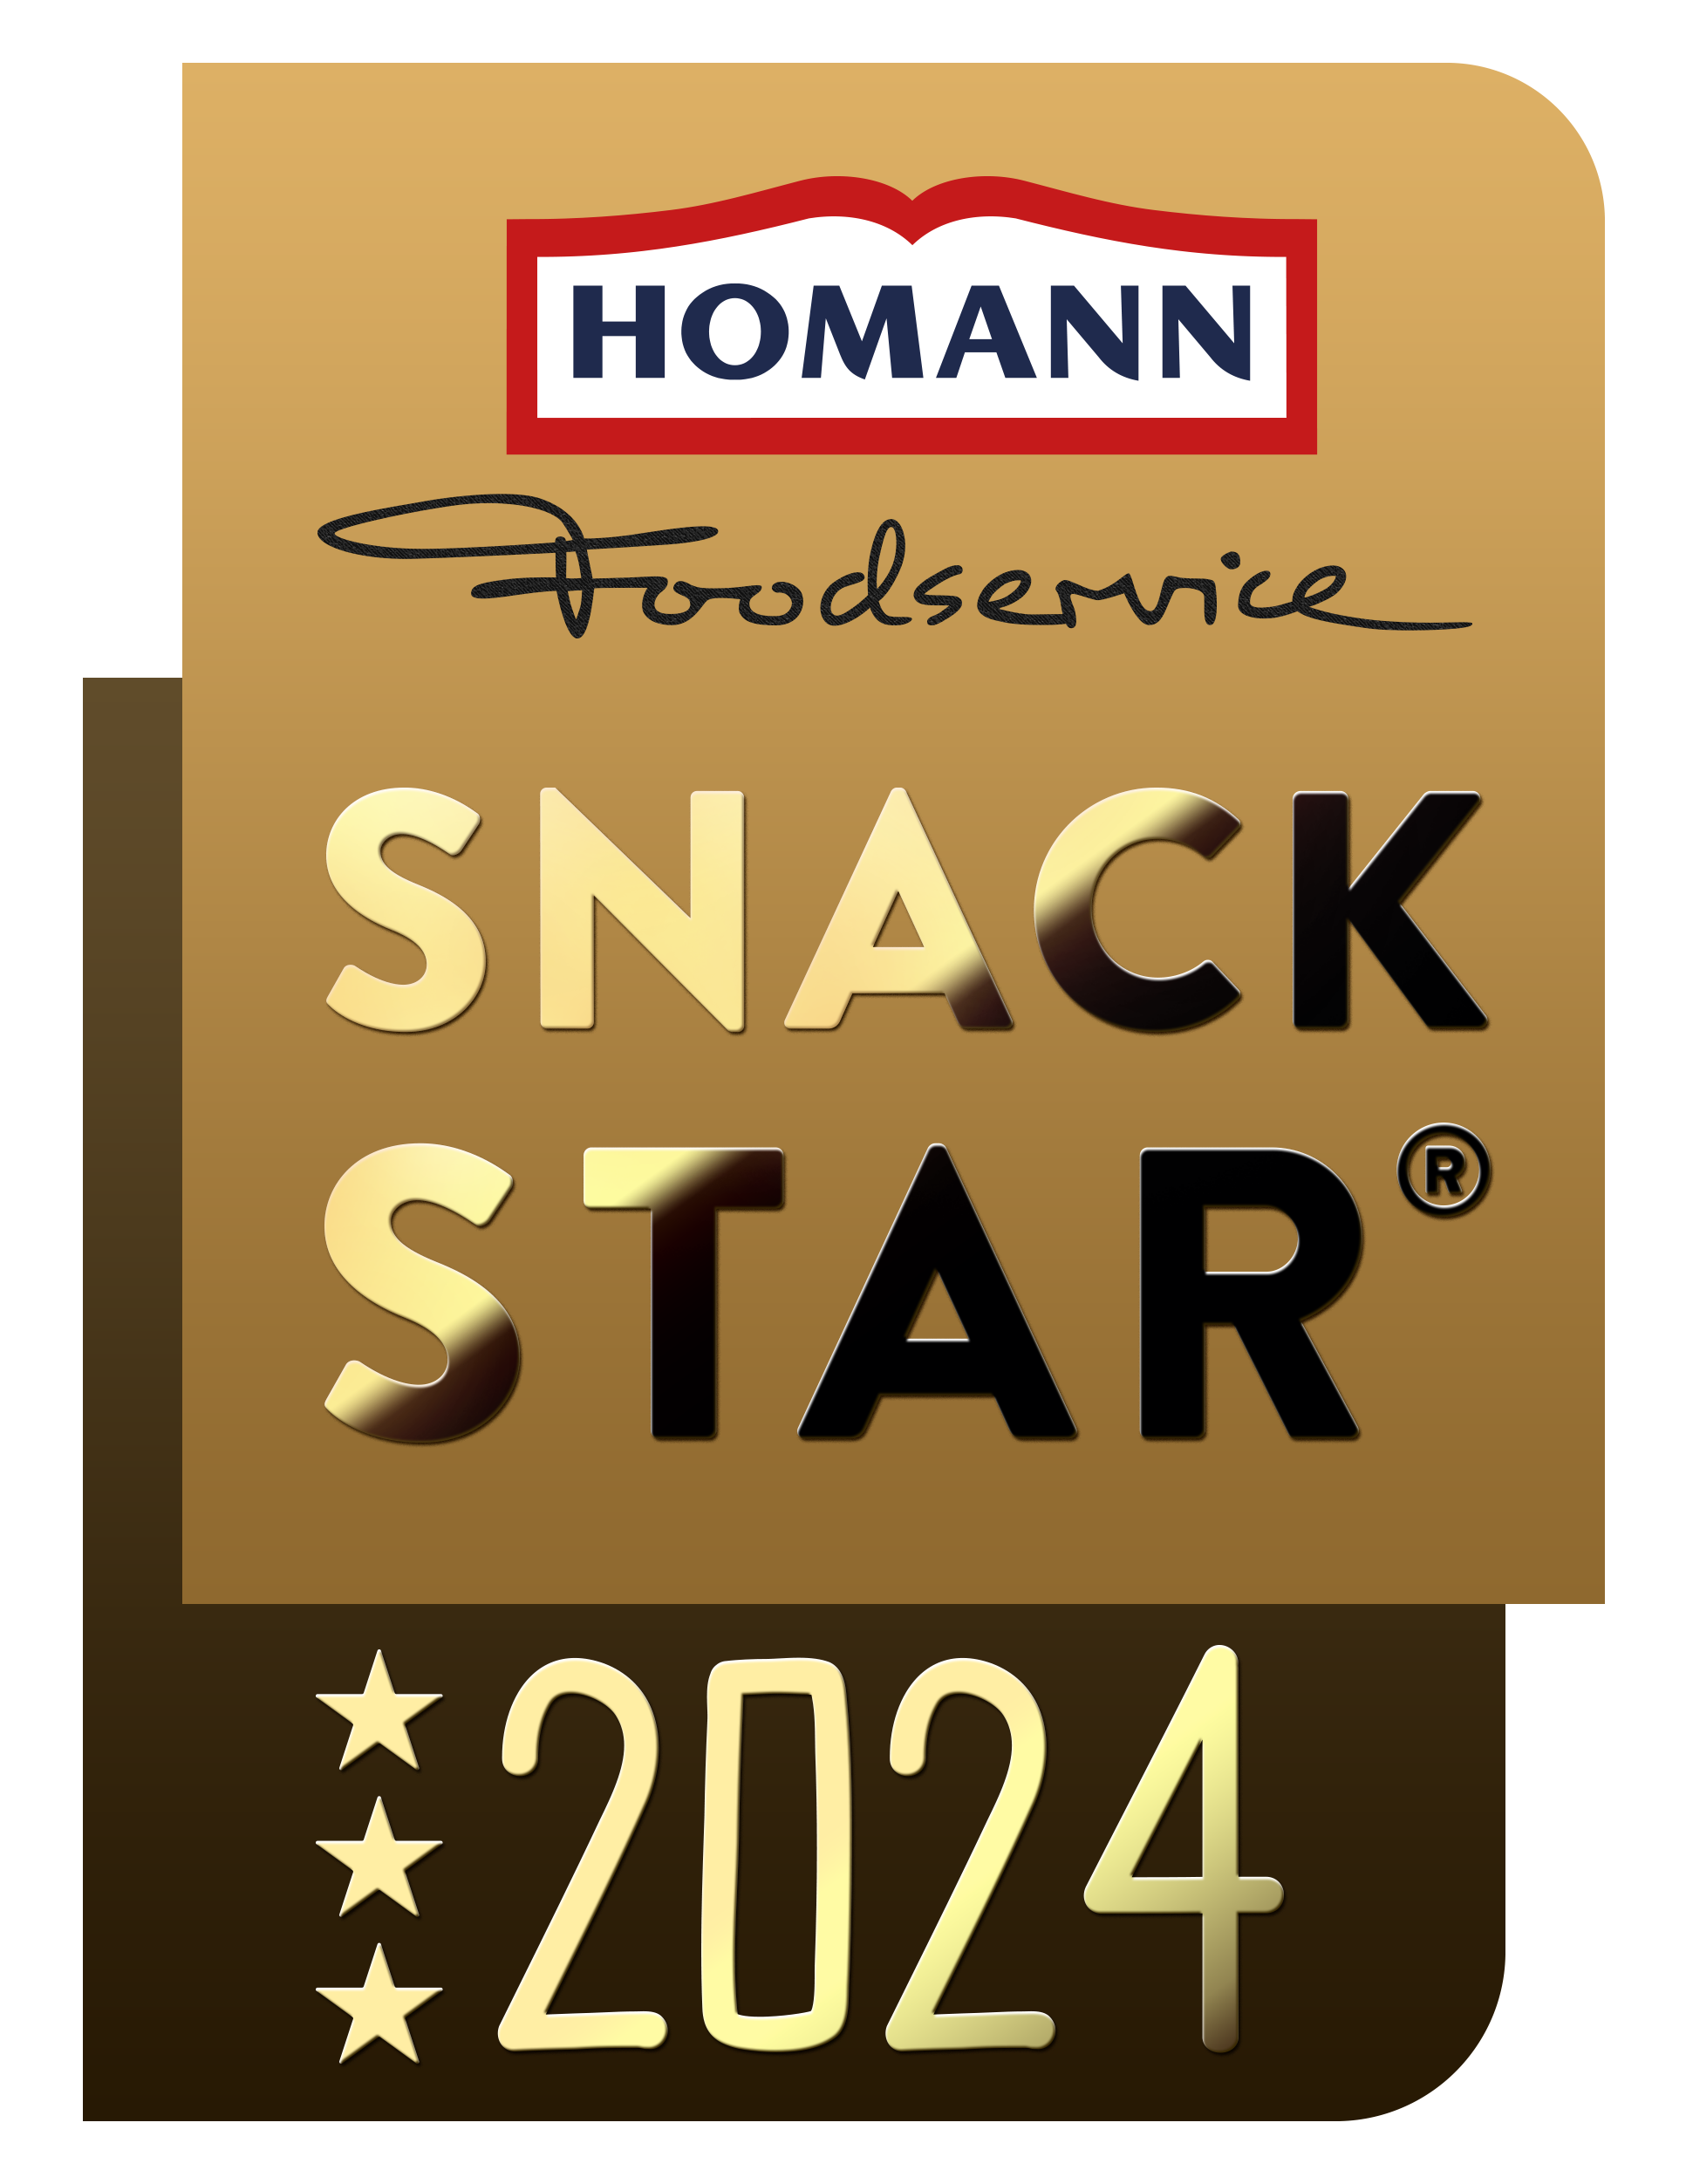 HOMANN
Foodservice
SNACK
STAR®
2024